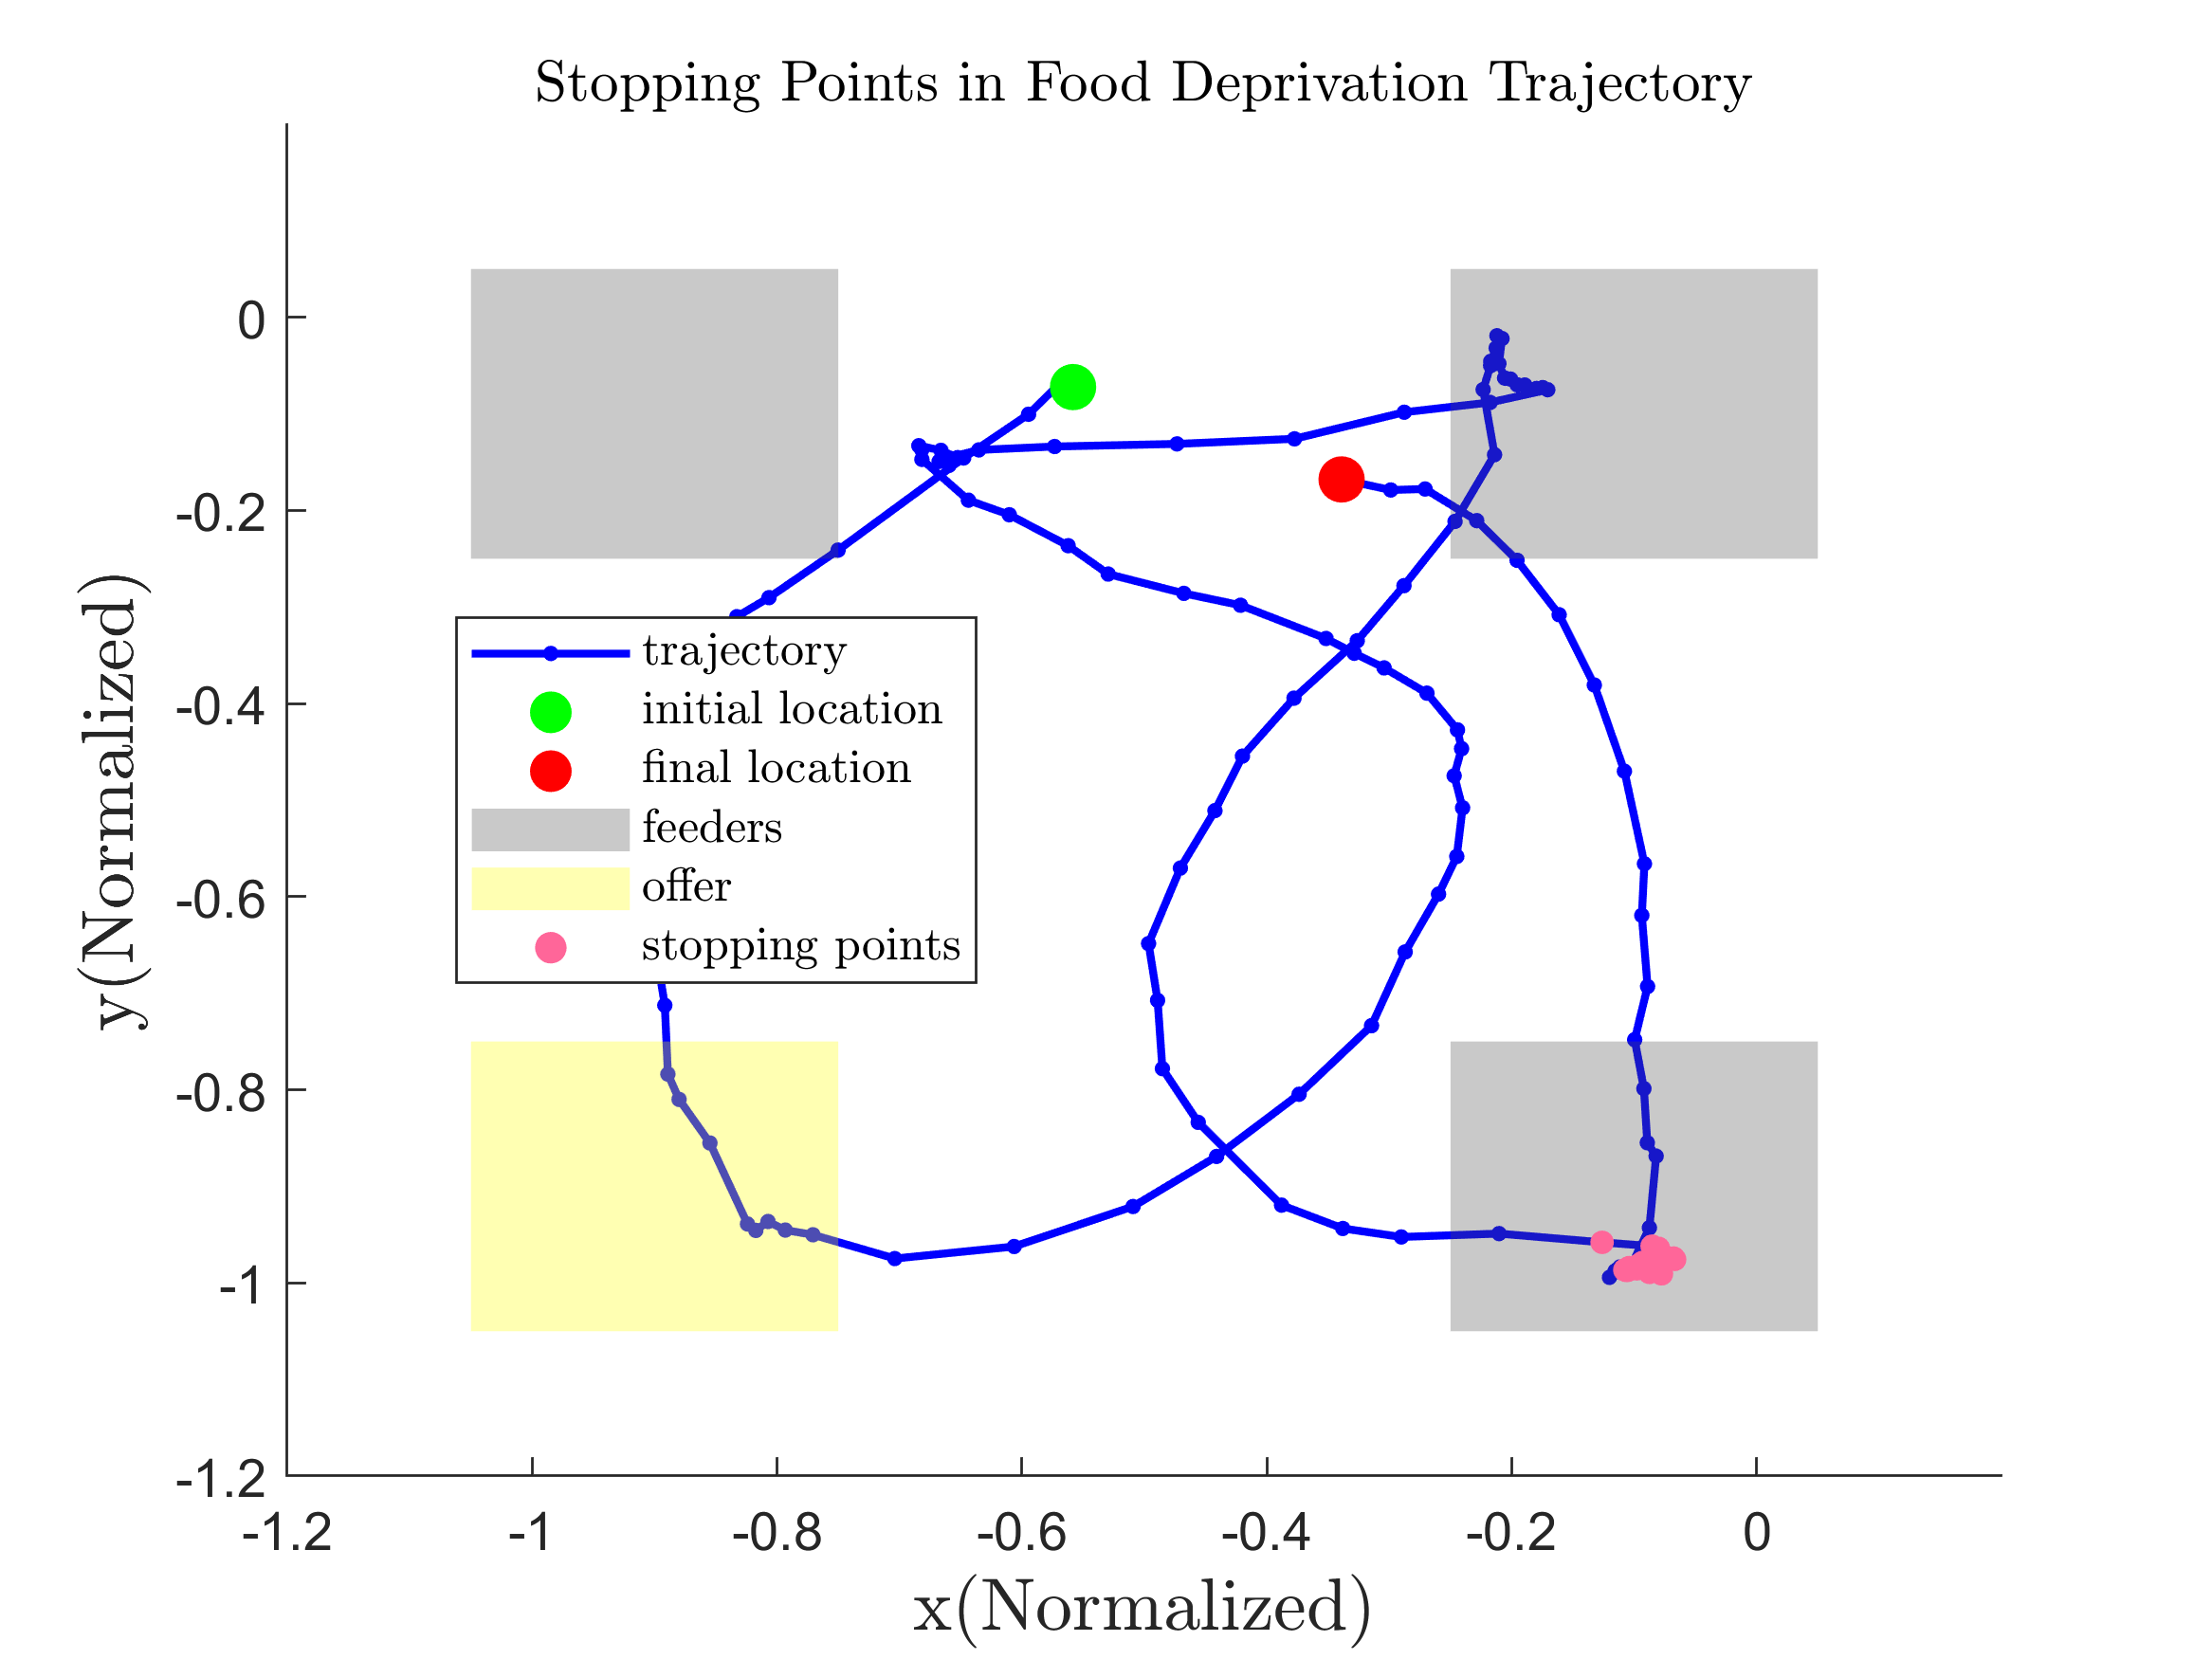 Stopping Points in Food Deprivation Trajectory
0
-0.2
-0.4
-0.6
-0.8
-1
-1.2
y(Normalized)
trajectory
initial location
final location
feeders
offer
stopping points
-1.2 -1 -0.8 -0.6 -0.4 -0.2 0
x(Normalized)